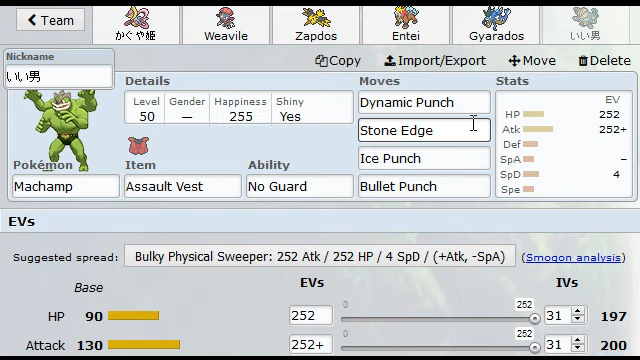 ‹ Team
かぐや姫 Weavile Zapdos Entei Gyarados いい男
Copy Import/Export Move Delete
Nickname
いい男
Details
Level Gender Happiness Shiny
50 — 255 Yes
Pokémon
Machamp
Item
Assault Vest
Ability
No Guard
Moves
Dynamic Punch
Stone Edge
Ice Punch
Bullet Punch
Stats
EV
HP 252
Atk 252+
Def
SpA –
SpD 4
Spe
EVs
Suggested spread: Bulky Physical Sweeper: 252 Atk / 252 HP / 4 SpD / (+Atk, -SpA) (Smogon analysis)
Base EVs IVs
0 252
HP 90 252 31 197
0 252
Attack 130 252+ 31 200